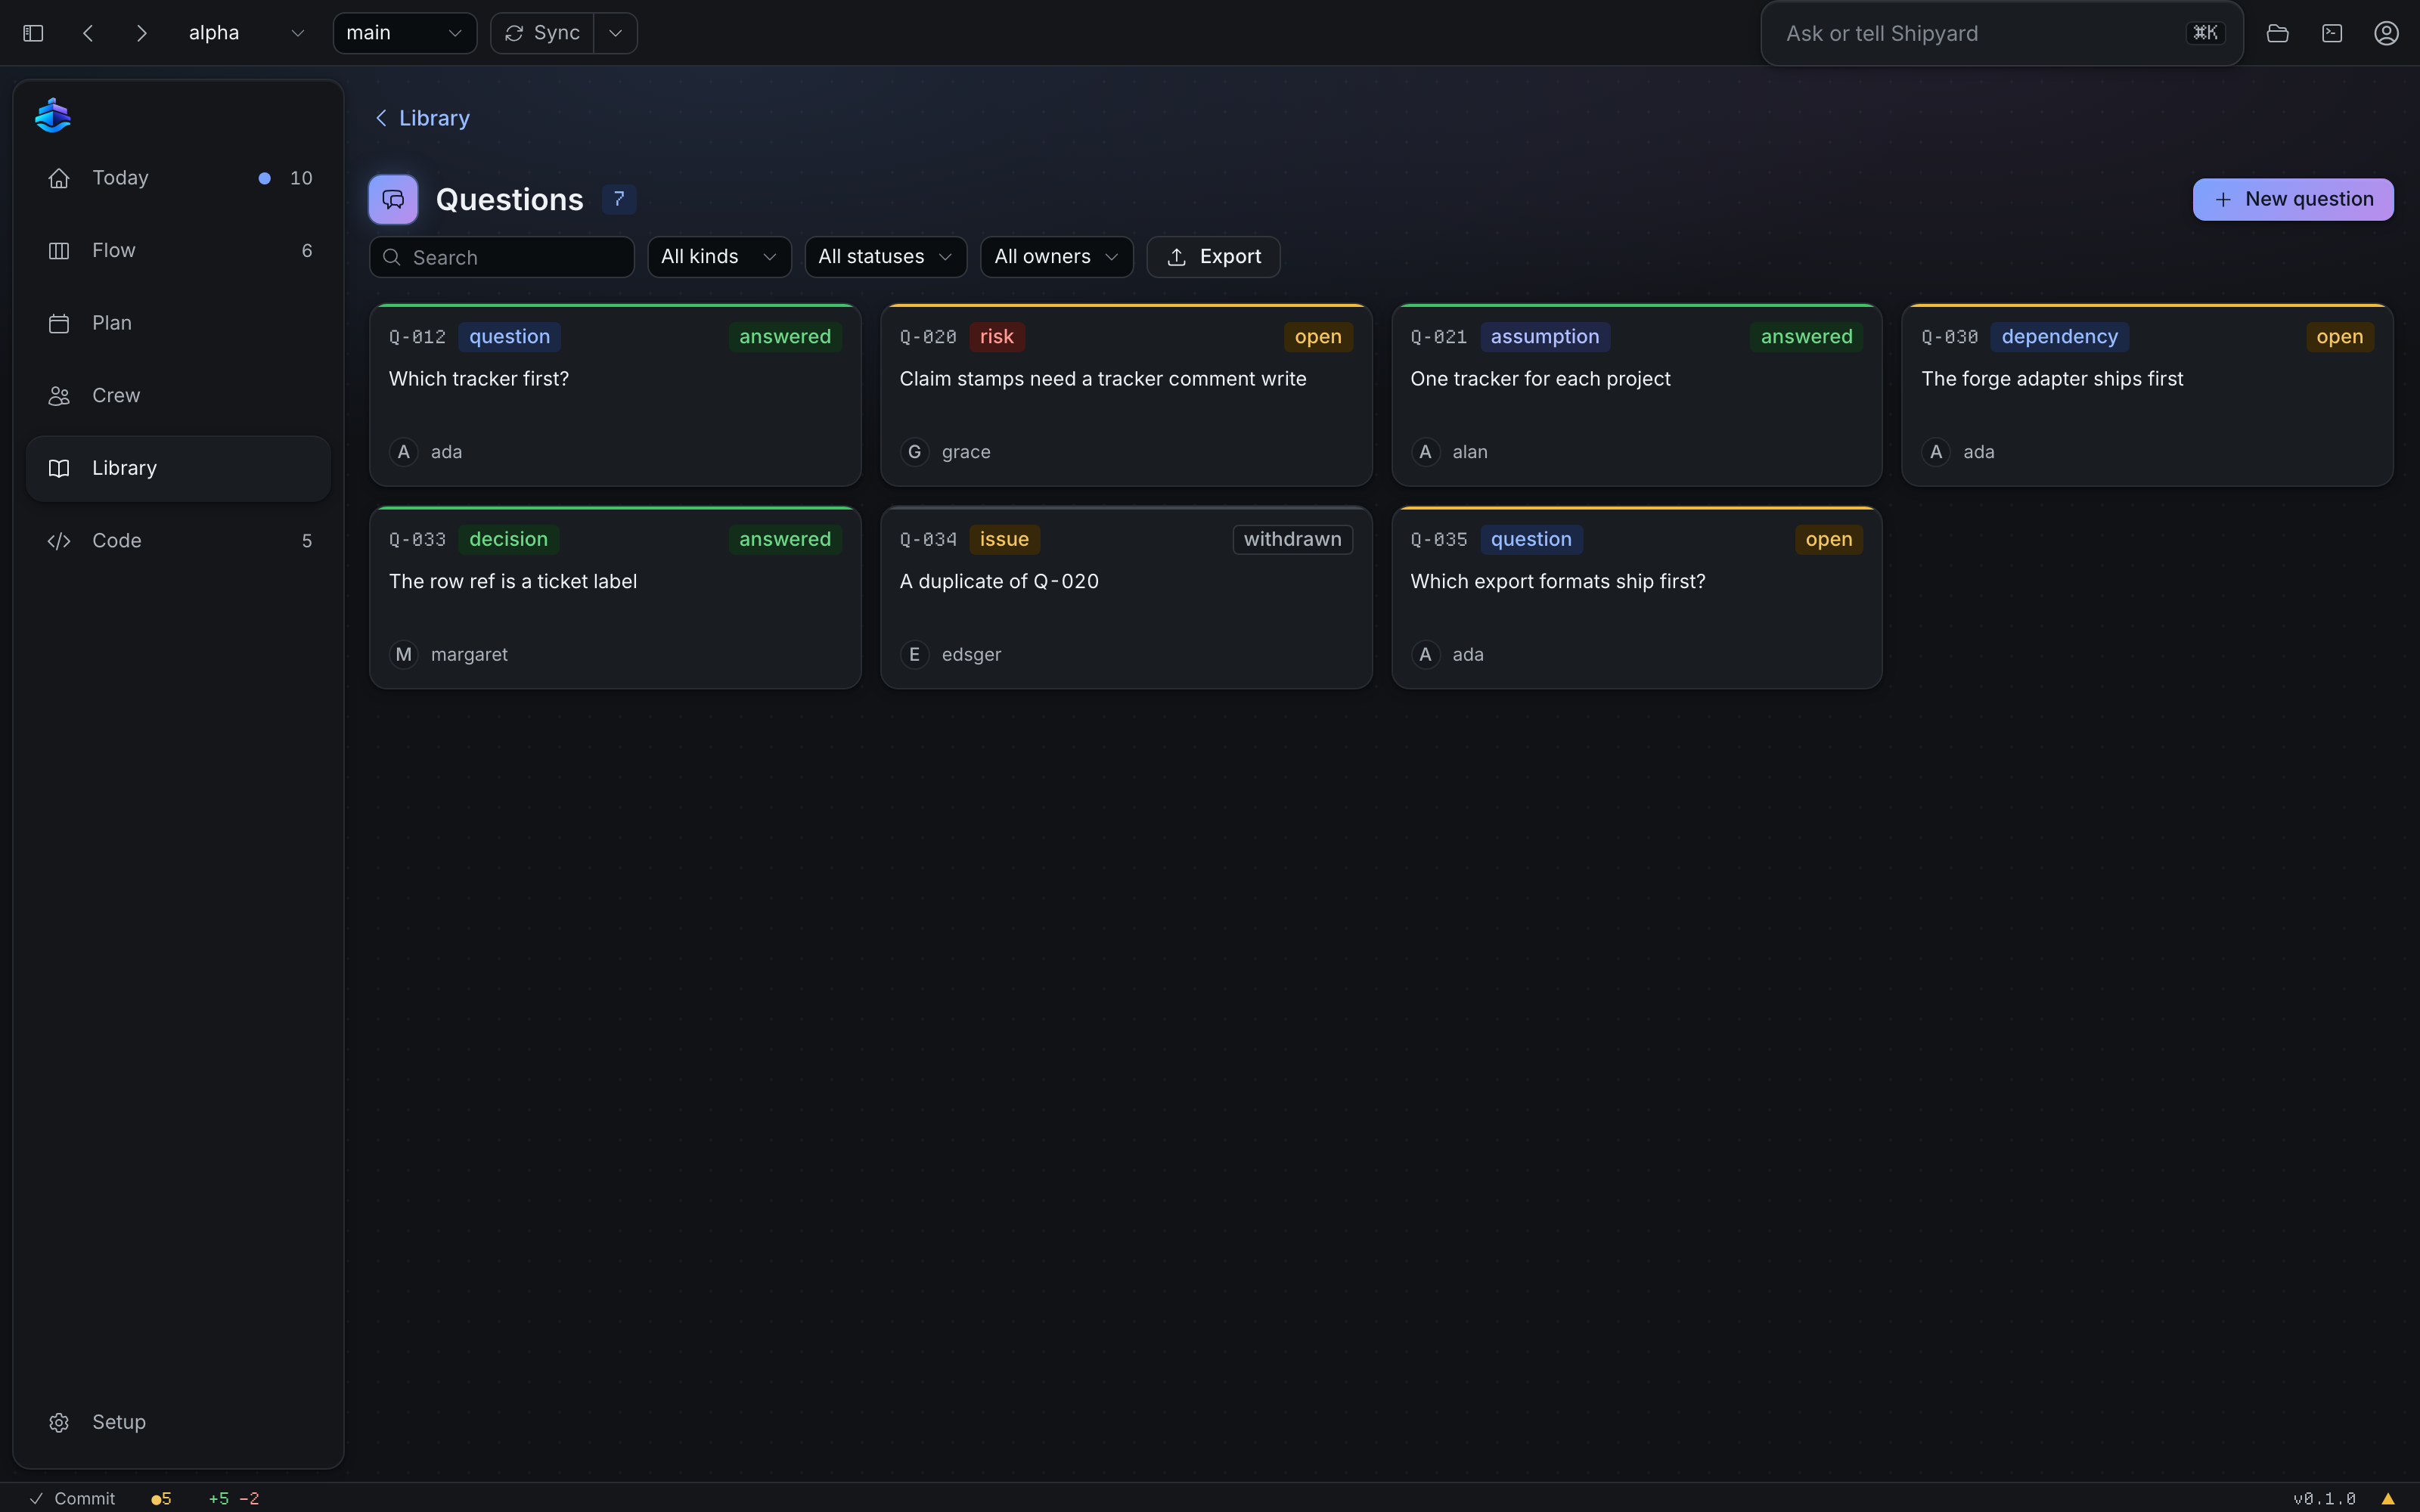 alpha main Sync Ask or tell Shipyard ⌘K
Library
Today 10
Questions 7 New question
Flow 6
Search All kinds All statuses All owners Export
Plan
Q-012 question answered Q-020 risk open Q-021 assumption answered Q-030 dependency open
Which tracker first? Claim stamps need a tracker comment write One tracker for each project The forge adapter ships first
Crew
A ada G grace A alan A ada
Library
Code 5
Q-033 decision answered Q-034 issue withdrawn Q-035 question open
The row ref is a ticket label A duplicate of Q-020 Which export formats ship first?
M margaret E edsger A ada
Setup
Commit 5 +5 -2 v0.1.0